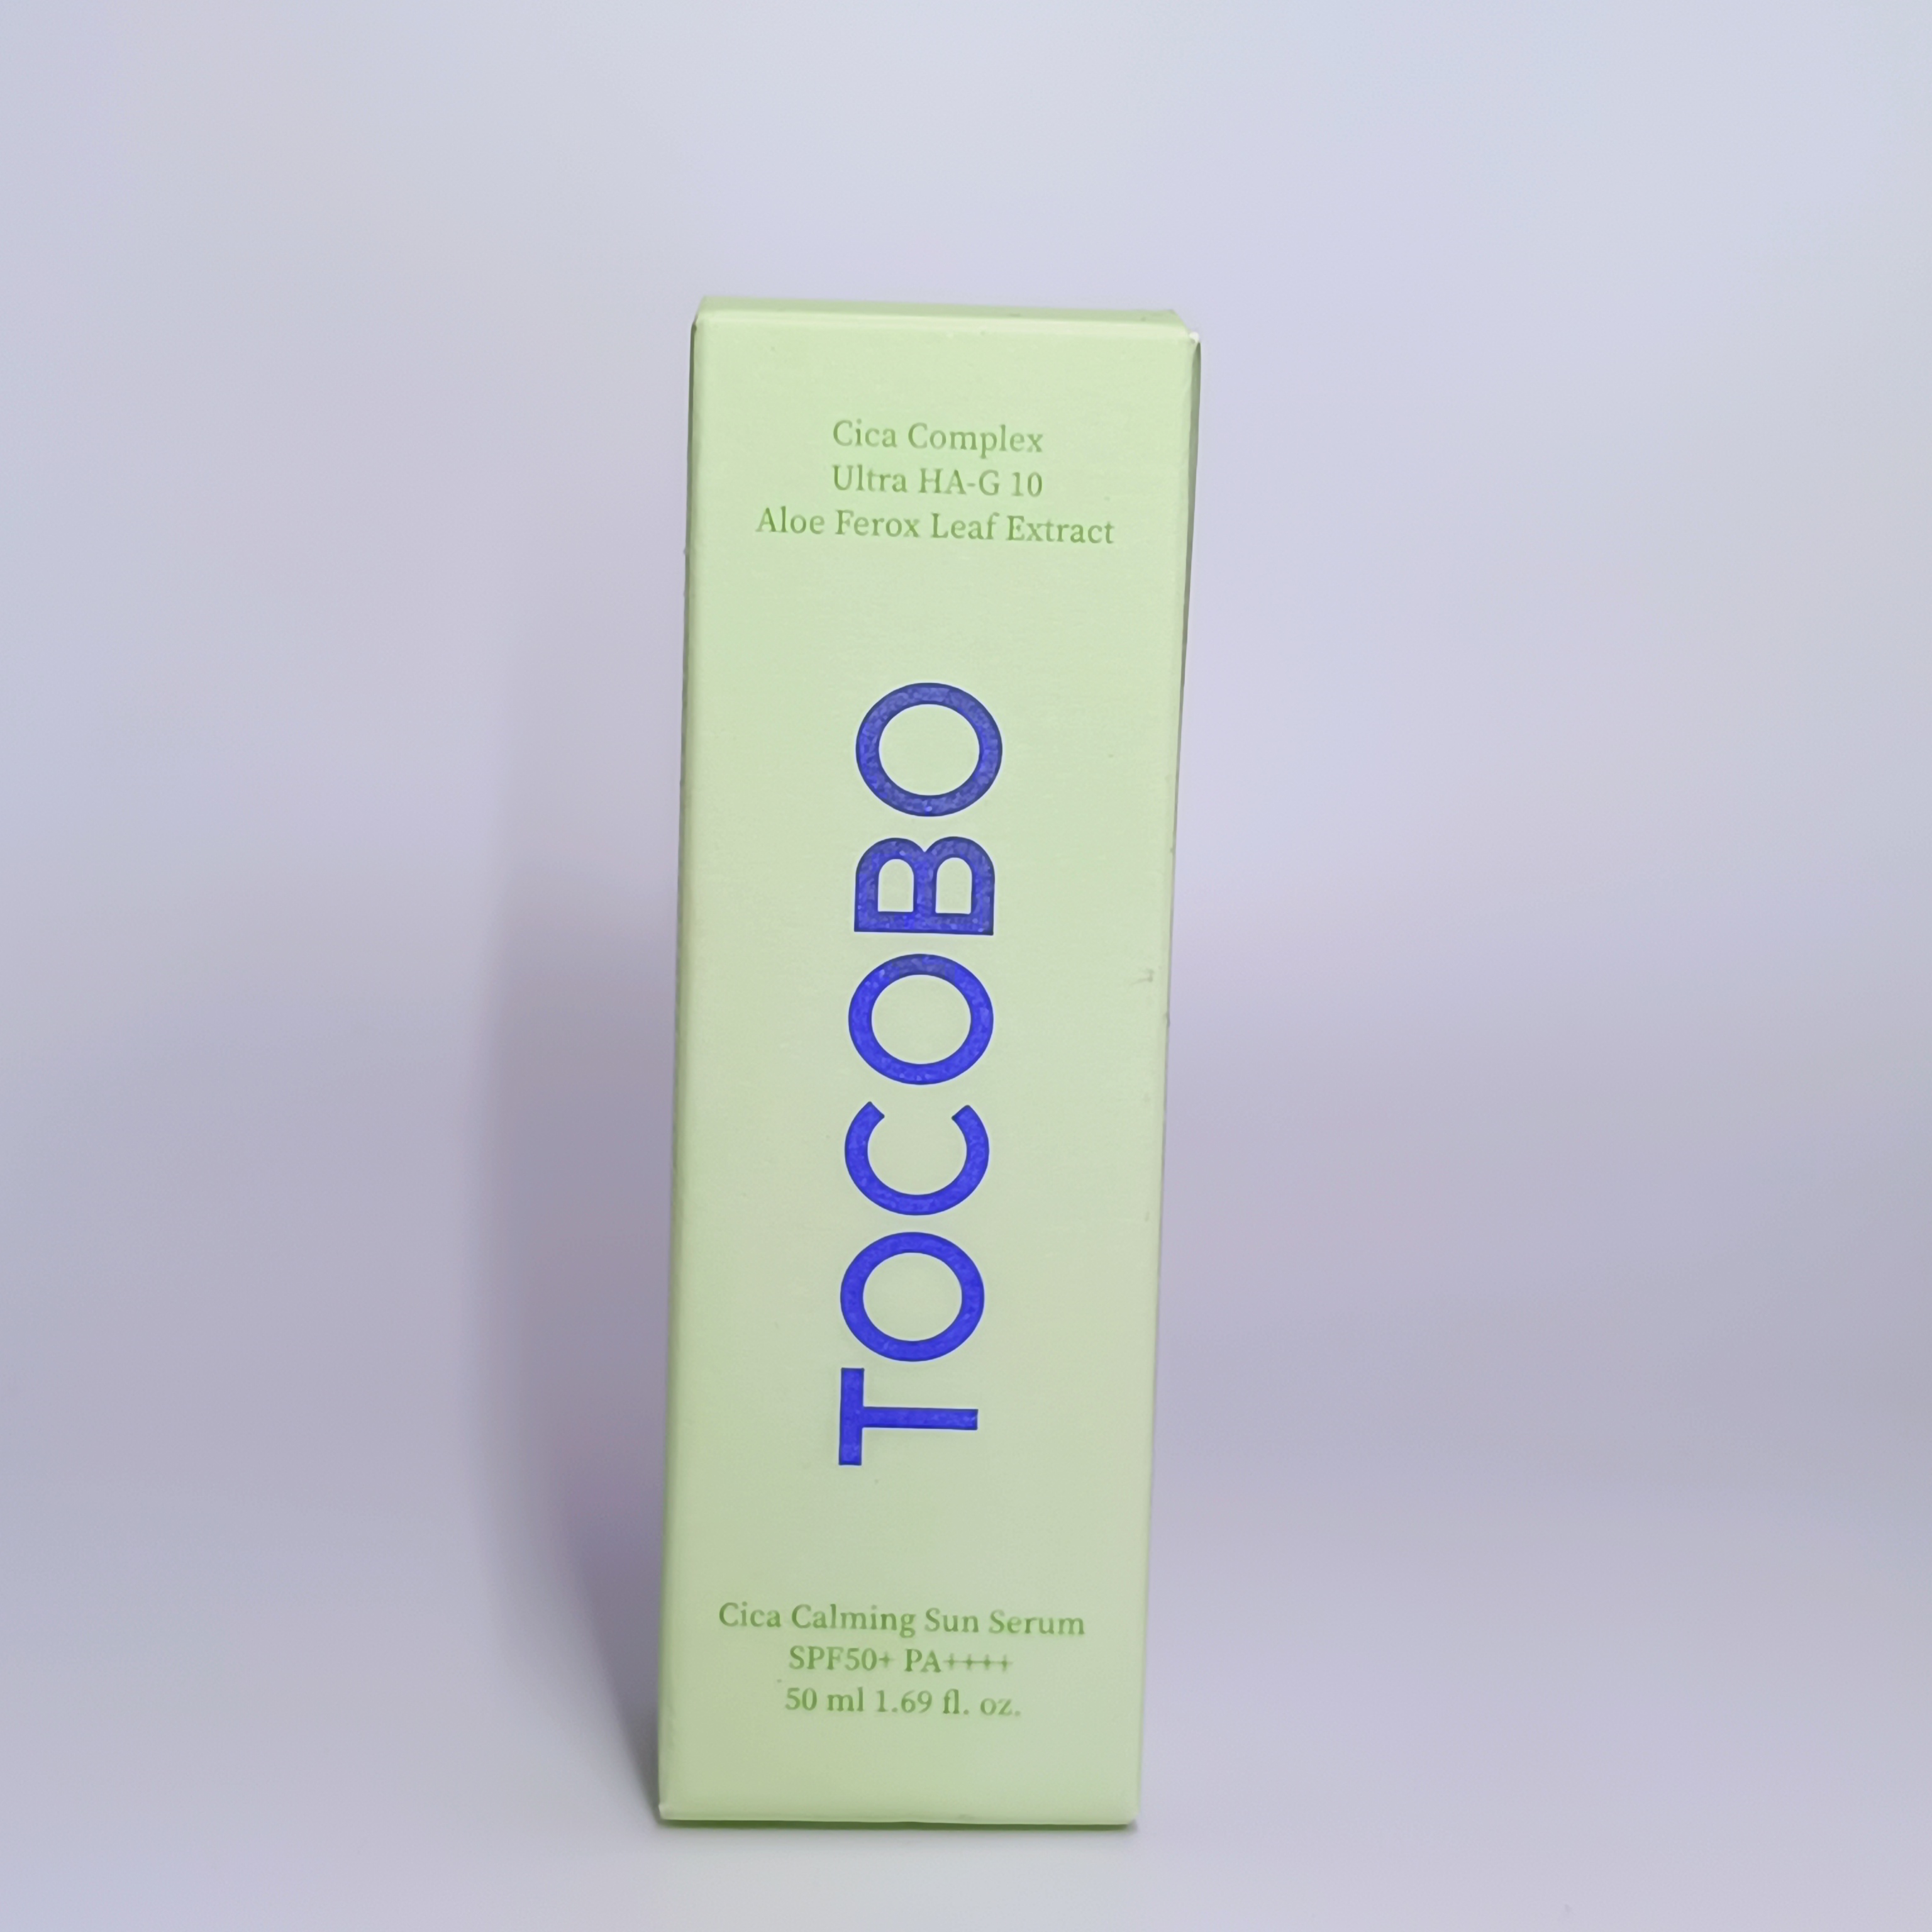 Cica Complex
Ultra HA-G 10
Aloe Ferox Leaf Extract
TOCOBO
Cica Calming Sun Serum
SPF50+ PA++++
50 ml 1.69 fl. oz.